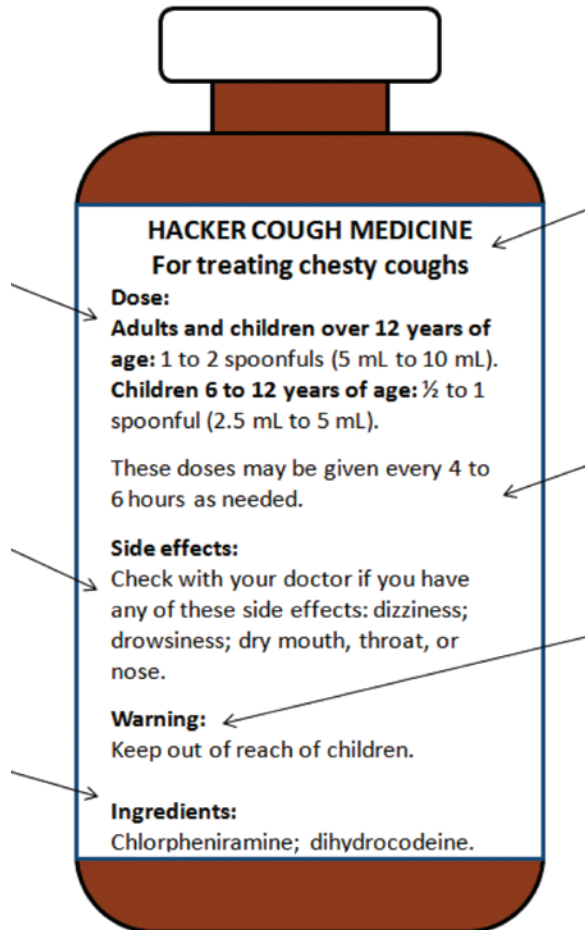 HACKER COUGH MEDICINE
For treating chesty coughs
Dose:
Adults and children over 12 years of
age: 1 to 2 spoonfuls (5 mL to 10 mL).
Children 6 to 12 years of age: ½ to 1
spoonful (2.5 mL to 5 mL).
These doses may be given every 4 to
6 hours as needed.
Side effects:
Check with your doctor if you have
any of these side effects: dizziness;
drowsiness; dry mouth, throat, or
nose.
Warning:
Keep out of reach of children.
Ingredients:
Chlorpheniramine; dihydrocodeine.